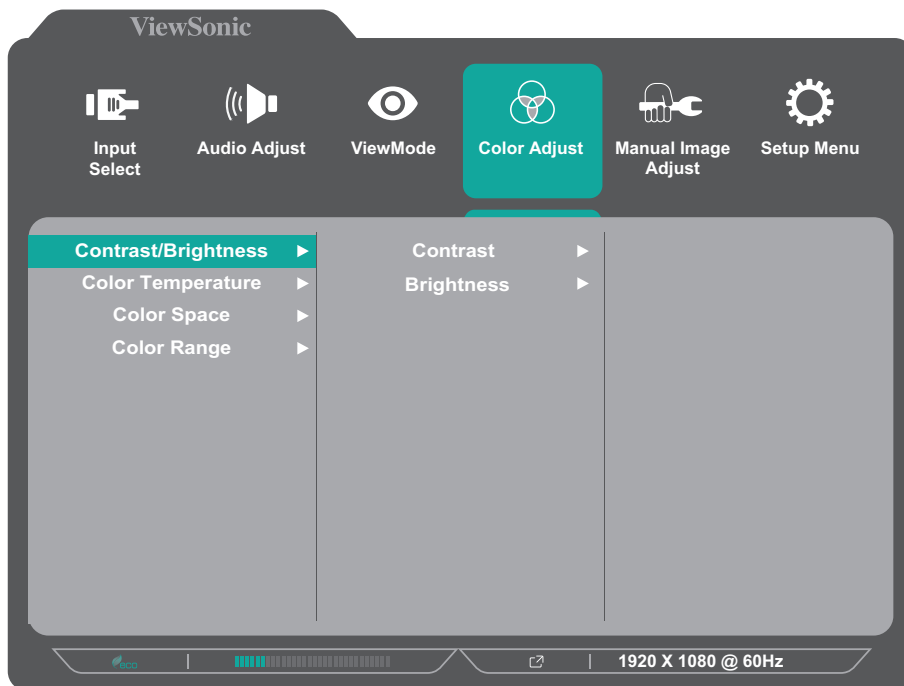 ViewSonic
Input Select
Audio Adjust
ViewMode
Color Adjust
Manual Image Adjust
Setup Menu
Contrast/Brightness
Contrast
Color Temperature
Brightness
Color Space
Color Range
eco
1920 X 1080 @ 60Hz